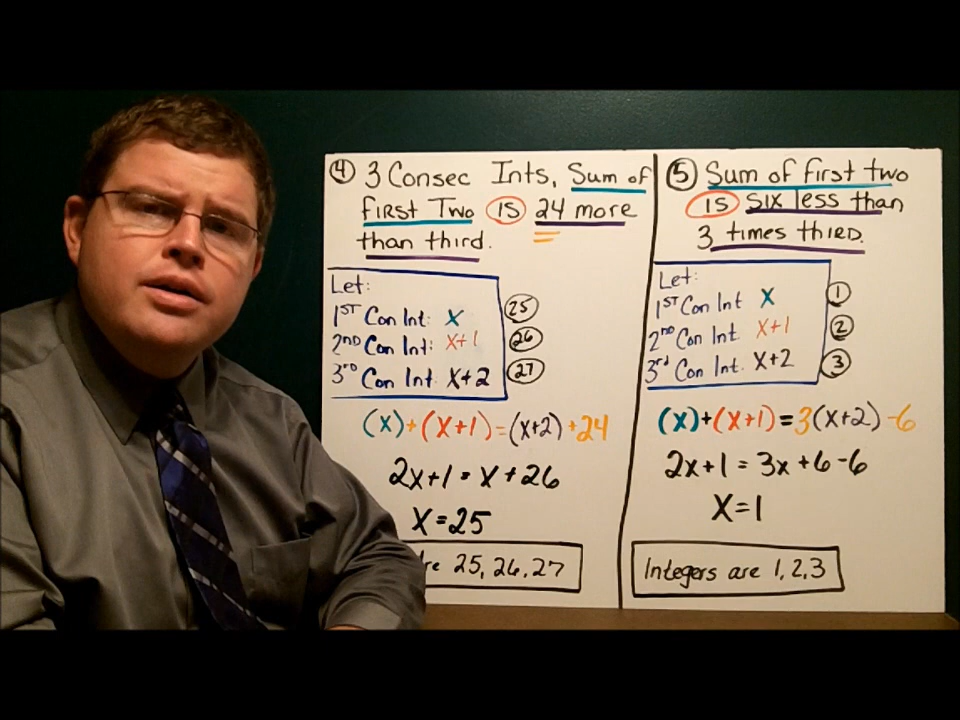 ④ 3 Consec Ints, Sum of
first Two is 24 more
than third.
Let:
1ST Con Int: X
2ND Con Int: X+1
3RD Con Int. X+2
25
26
27
(X)+(X+1)=(X+2)+24
2X+1=X+26
X=25
re 25, 26, 27
⑤ Sum of first two
is six less than
3 times third.
Let:
1ST Con Int X
2nd Con Int. X+1
3rd Con Int. X+2
1
2
3
(X)+(X+1)=3(X+2)-6
2X+1=3X+6-6
X=1
Integers are 1,2,3